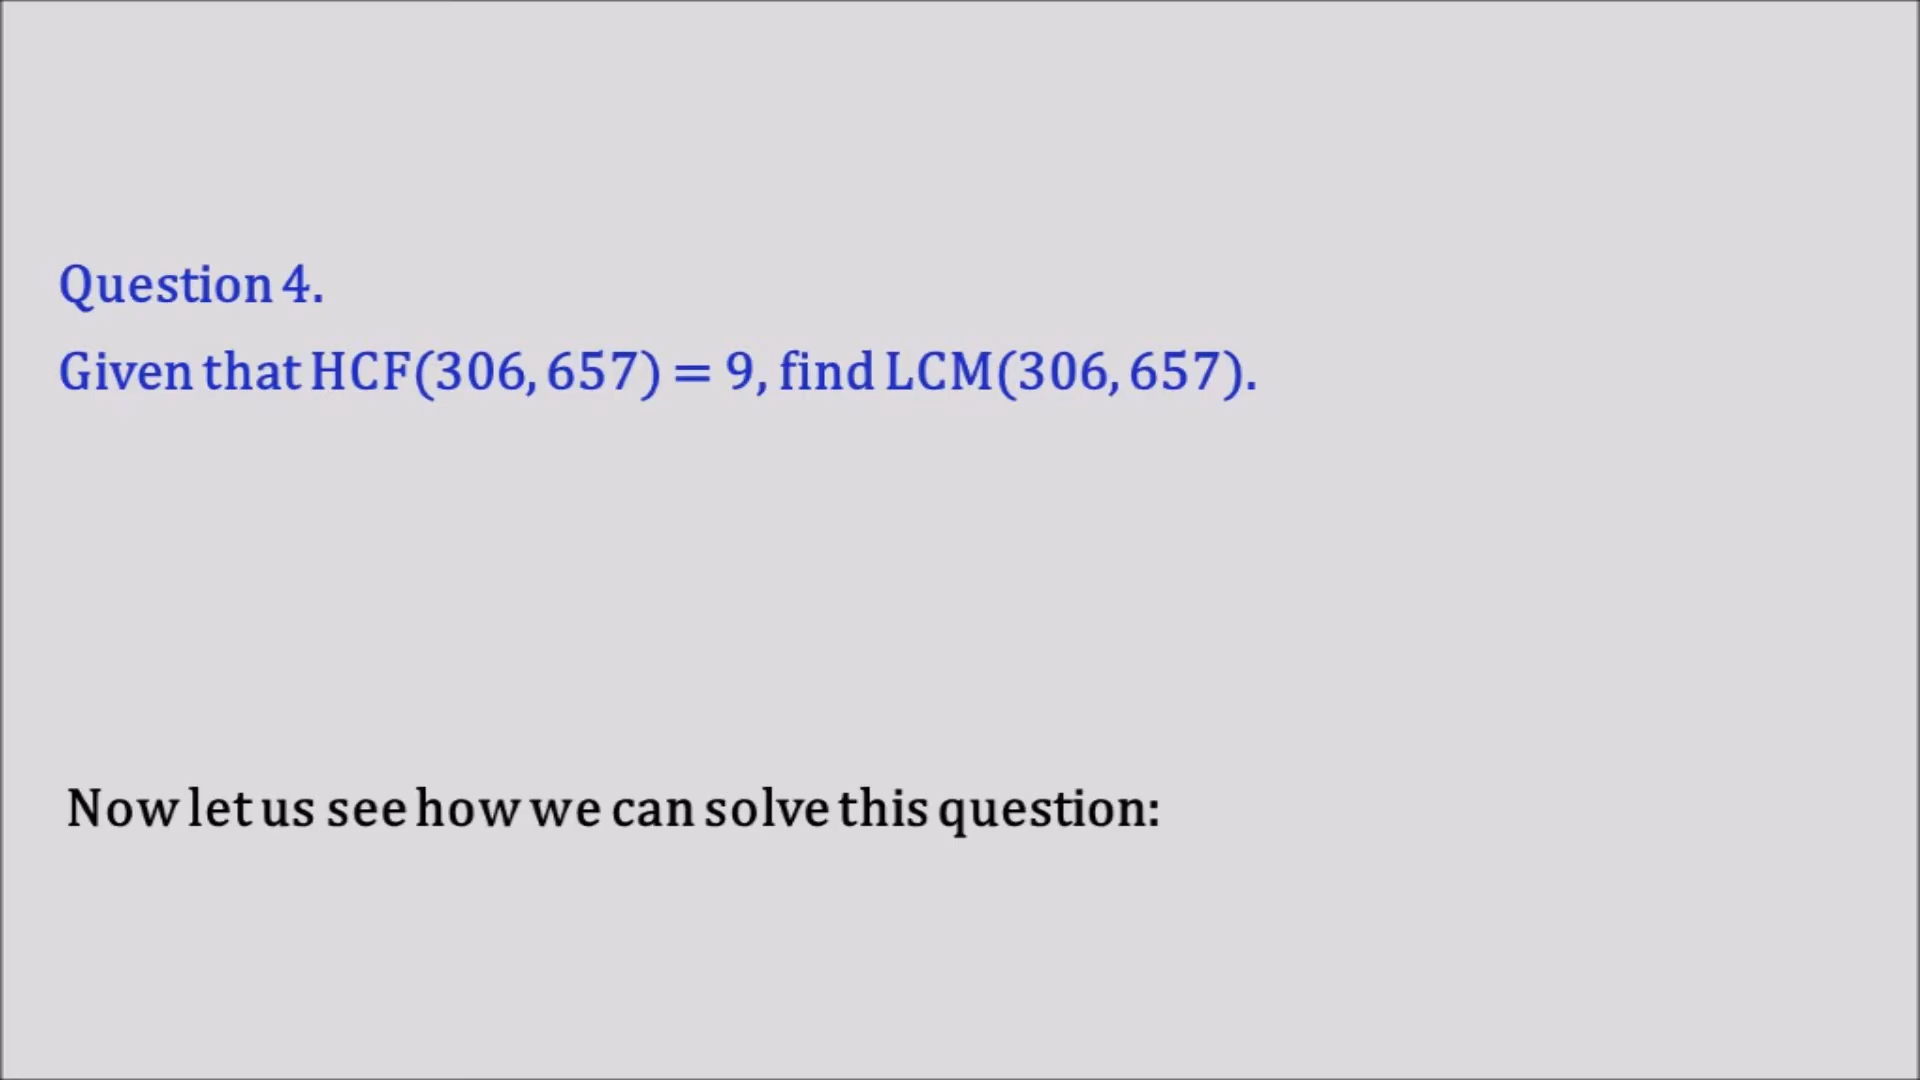 Question 4.
Given that HCF(306, 657) = 9, find LCM(306, 657).
Now let us see how we can solve this question: